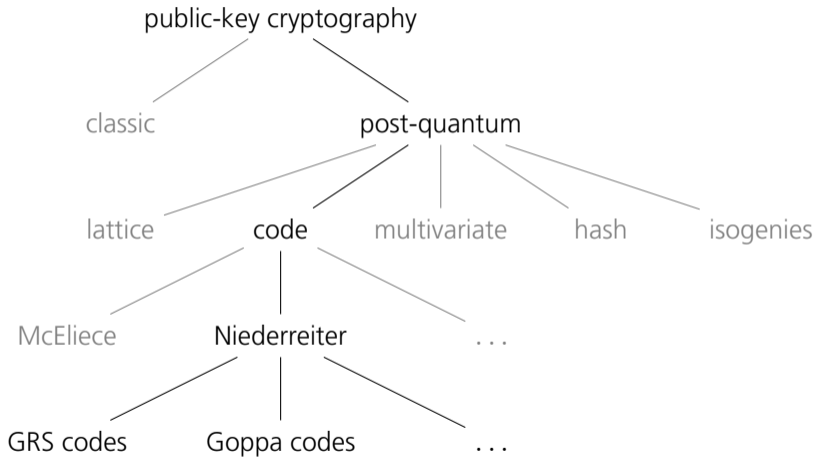 public-key cryptography
classic post-quantum
lattice code multivariate hash isogenies
McEliece Niederreiter ...
GRS codes Goppa codes ...